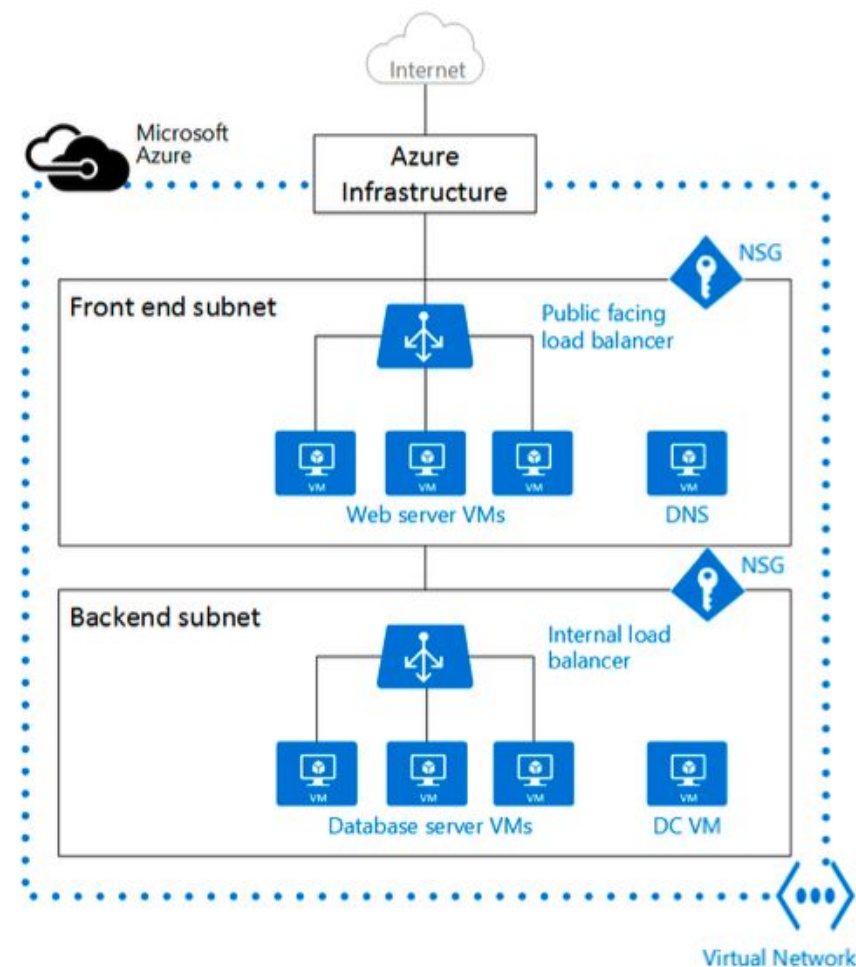 Internet
Microsoft
Azure
Azure
Infrastructure
NSG
Front end subnet
Public facing
load balancer
VM
VM
VM
VM
Web server VMs
DNS
NSG
Backend subnet
Internal load
balancer
VM
VM
VM
VM
Database server VMs
DC VM
Virtual Network